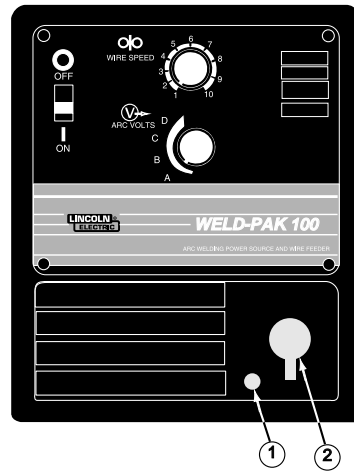 OFF
ON
WIRE SPEED
1 2 3 4 5 6 7 8 9 10
V
ARC VOLTS
D
C
B
A
LINCOLN ®
ELECTRIC
WELD-PAK 100
ARC WELDING POWER SOURCE AND WIRE FEEDER
1
2